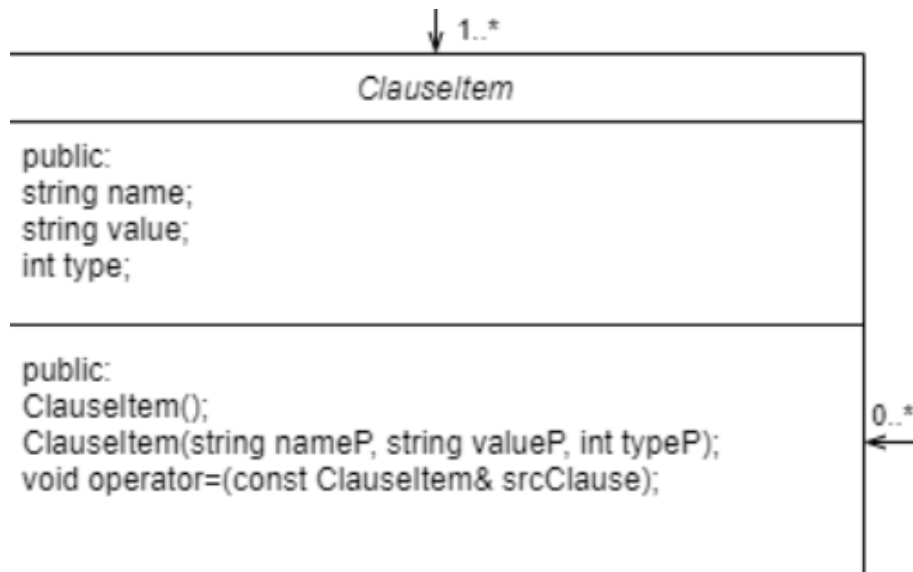 1..*
ClauseItem
public:
string name;
string value;
int type;
public:
ClauseItem();
ClauseItem(string nameP, string valueP, int typeP);
void operator=(const ClauseItem& srcClause);
0..*